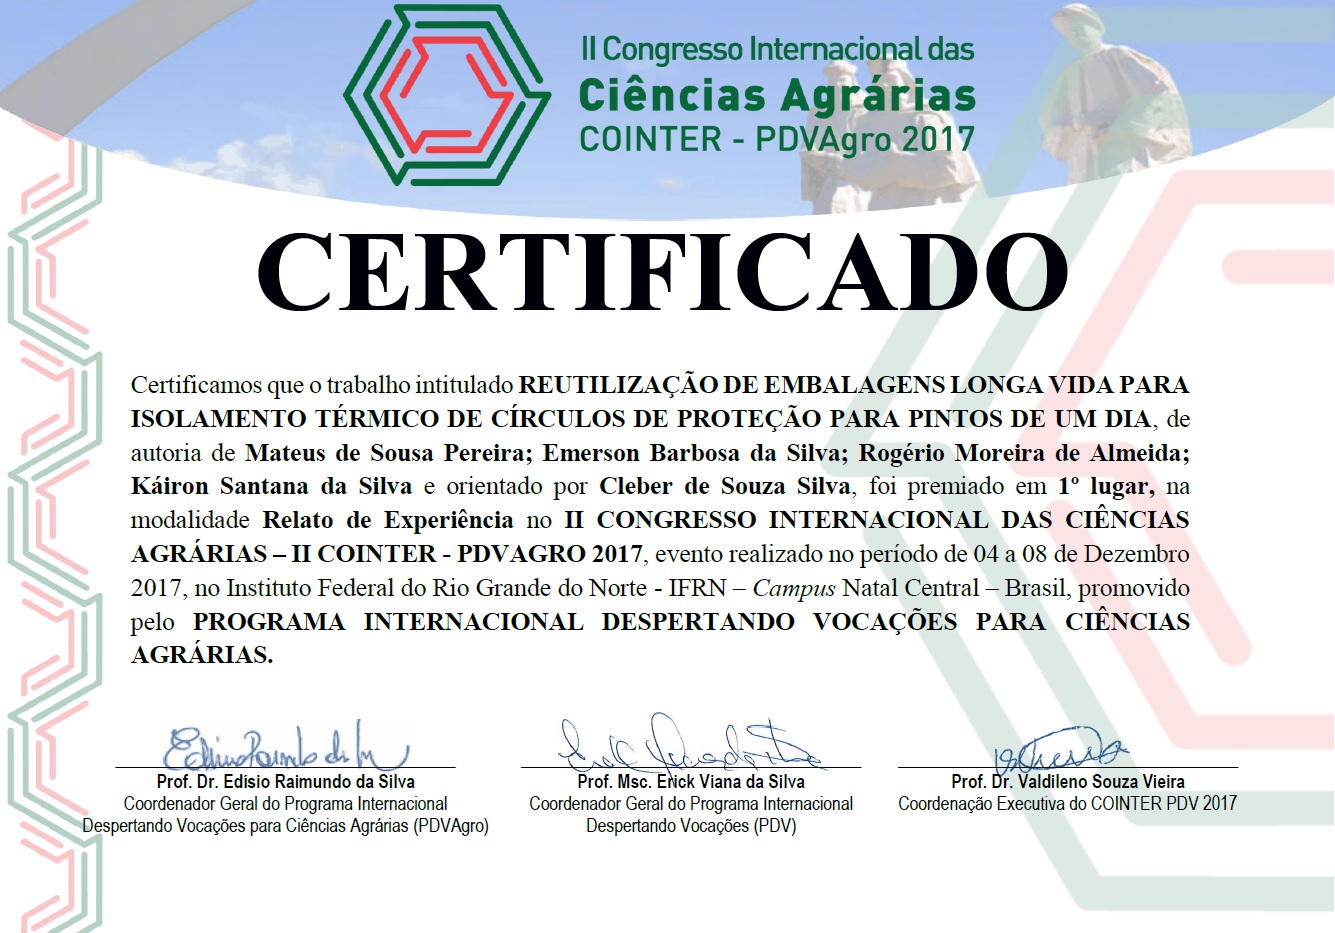 II Congresso Internacional das
Ciências Agrárias
COINTER - PDVAgro 2017
CERTIFICADO
Certificamos que o trabalho intitulado REUTILIZAÇÃO DE EMBALAGENS LONGA VIDA PARA
ISOLAMENTO TÉRMICO DE CÍRCULOS DE PROTEÇÃO PARA PINTOS DE UM DIA, de
autoria de Mateus de Sousa Pereira; Emerson Barbosa da Silva; Rogério Moreira de Almeida;
Káiron Santana da Silva e orientado por Cleber de Souza Silva, foi premiado em 1º lugar, na
modalidade Relato de Experiência no II CONGRESSO INTERNACIONAL DAS CIÊNCIAS
AGRÁRIAS – II COINTER - PDVAGRO 2017, evento realizado no período de 04 a 08 de Dezembro
2017, no Instituto Federal do Rio Grande do Norte - IFRN – Campus Natal Central – Brasil, promovido
pelo PROGRAMA INTERNACIONAL DESPERTANDO VOCAÇÕES PARA CIÊNCIAS
AGRÁRIAS.
Prof. Dr. Edísio Raimundo da Silva
Coordenador Geral do Programa Internacional
Despertando Vocações para Ciências Agrárias (PDVAgro)
Prof. Msc. Erick Viana da Silva
Coordenador Geral do Programa Internacional
Despertando Vocações (PDV)
Prof. Dr. Valdileno Souza Vieira
Coordenação Executiva do COINTER PDV 2017